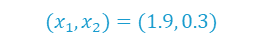 (x₁,x₂) = (1.9,0.3)